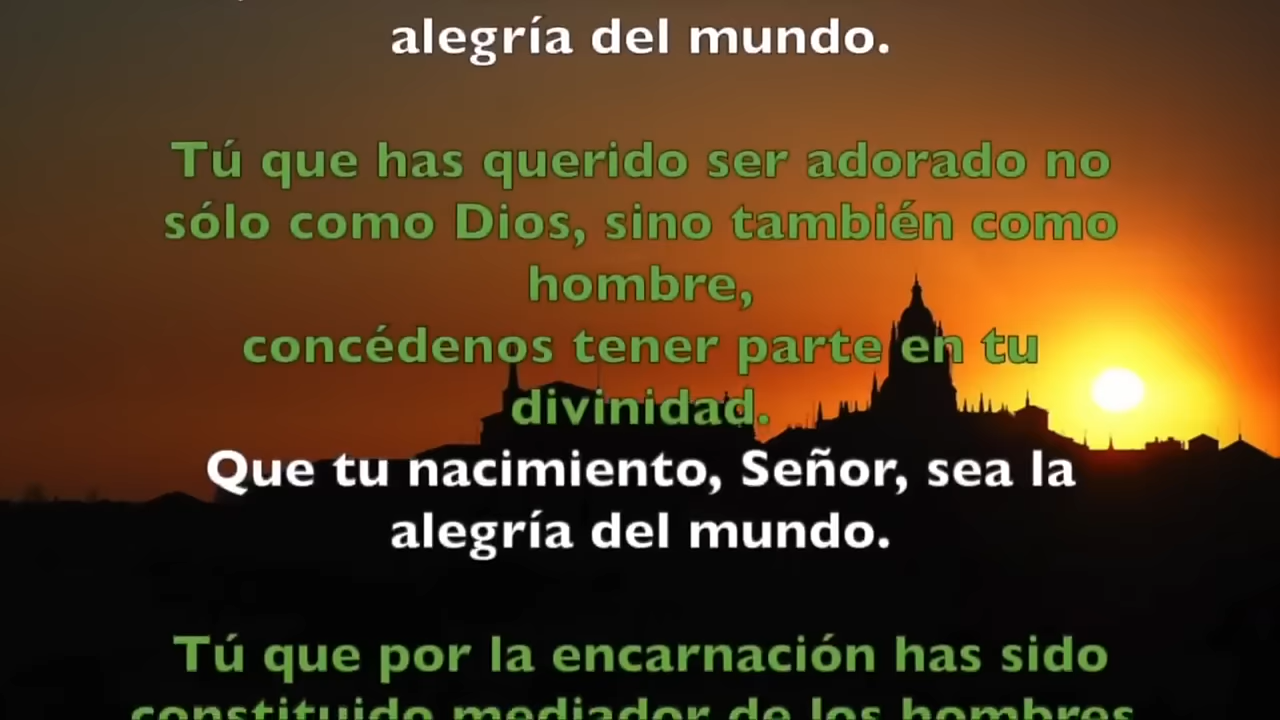 alegría del mundo.
Tú que has querido ser adorado no
sólo como Dios, sino también como
hombre,
concédenos tener parte en tu
divinidad.
Que tu nacimiento, Señor, sea la
alegría del mundo.
Tú que por la encarnación has sido
constituido mediador de los hombres